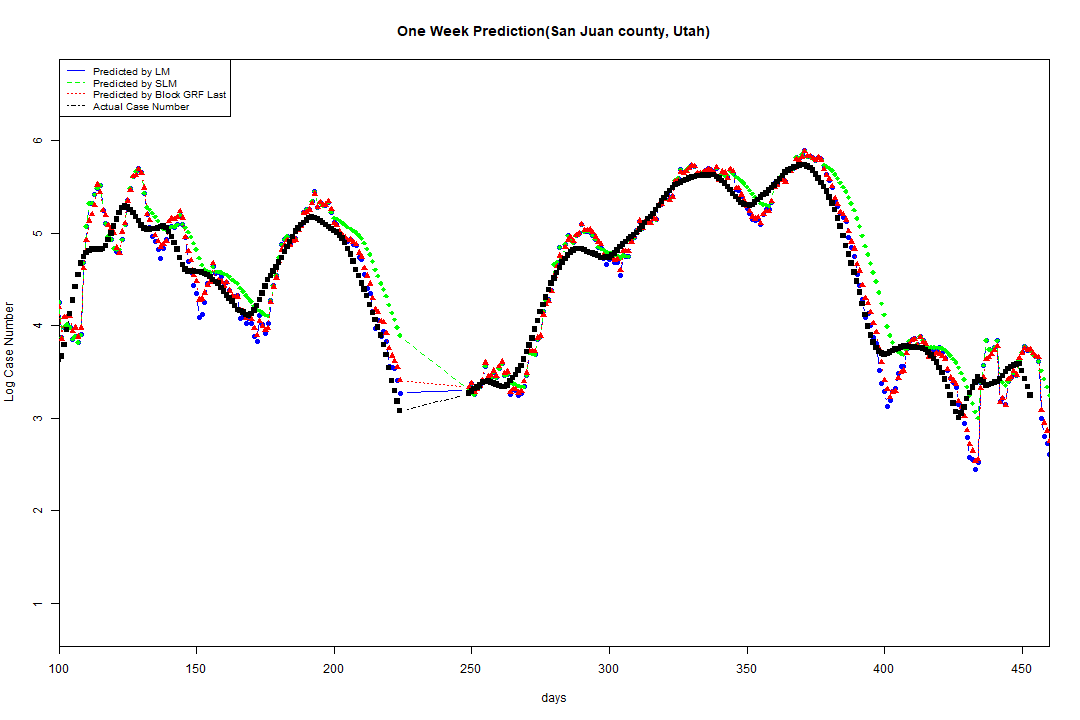 One Week Prediction(San Juan county, Utah)
Predicted by LM
Predicted by SLM
Predicted by Block GRF Last
Actual Case Number
Log Case Number
6
5
4
3
2
1
100 150 200 250 300 350 400 450
days